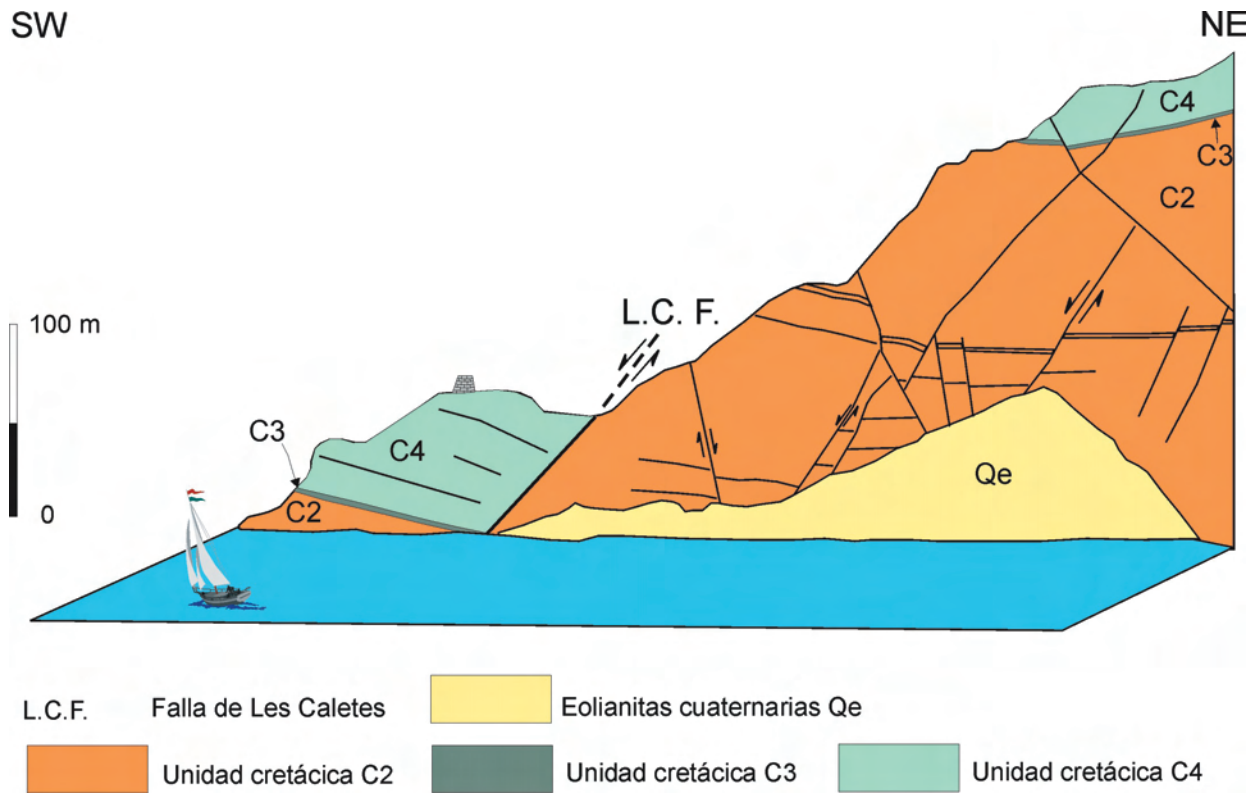 SW
NE
C4
C3
C2
L.C. F.
100 m
C3
C4
Qe
0
C2
L.C.F. Falla de Les Caletes Eolianitas cuaternarias Qe
Unidad cretácica C2 Unidad cretácica C3 Unidad cretácica C4